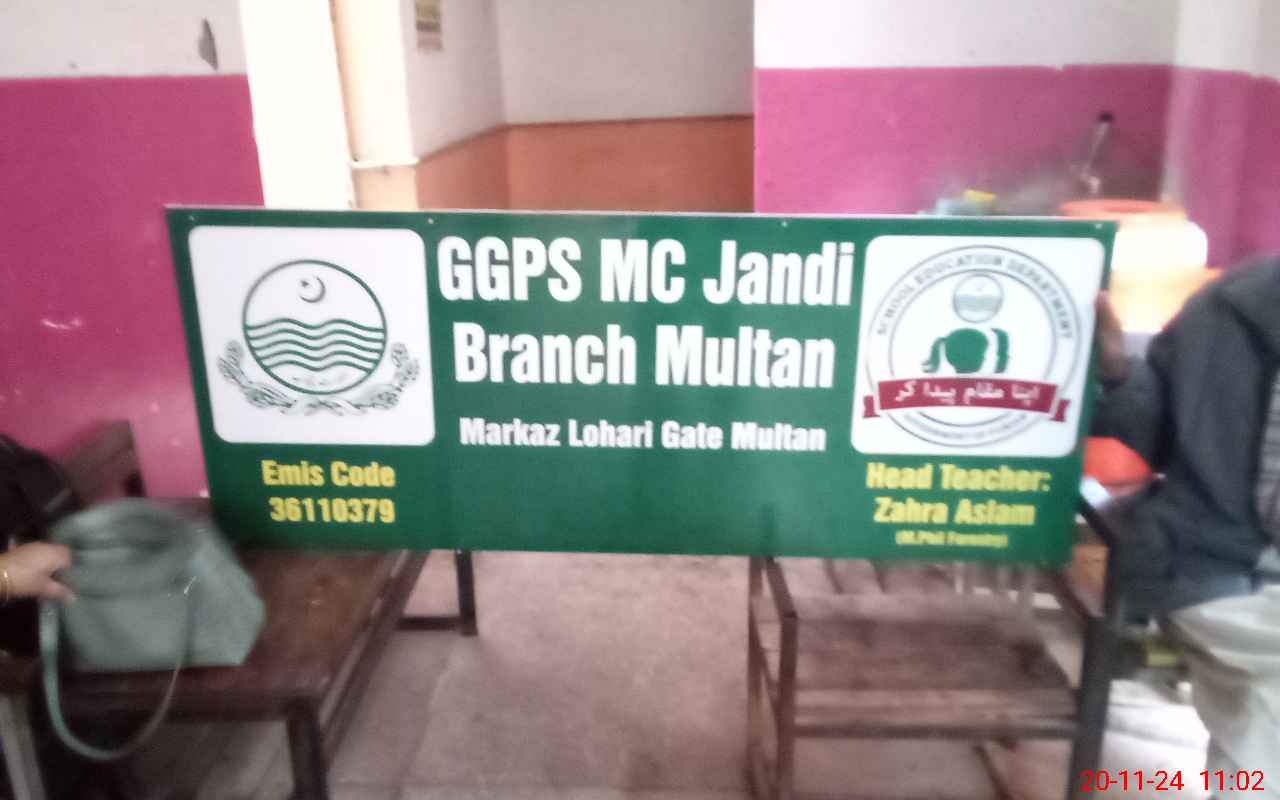 GGPS MC Jandi
Branch Multan
Markaz Lohari Gate Multan
Emis Code
36110379
SCHOOL EDUCATION DEPARTMENT
اپنا مقام پیدا کر
Head Teacher:
Zahra Aslam
(M.Phil
20-11-24 11:02